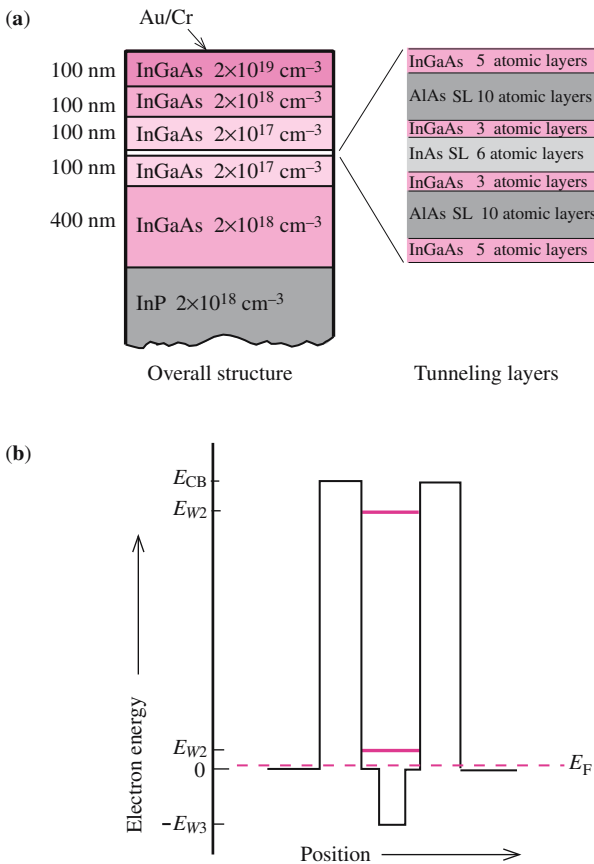 (a)
Au/Cr
100 nm
InGaAs 2×10¹⁹ cm⁻³
100 nm
InGaAs 2×10¹⁸ cm⁻³
100 nm
InGaAs 2×10¹⁷ cm⁻³
100 nm
InGaAs 2×10¹⁷ cm⁻³
400 nm
InGaAs 2×10¹⁸ cm⁻³
InP 2×10¹⁸ cm⁻³
Overall structure
InGaAs 5 atomic layers
AlAs SL 10 atomic layers
InGaAs 3 atomic layers
InAs SL 6 atomic layers
InGaAs 3 atomic layers
AlAs SL 10 atomic layers
InGaAs 5 atomic layers
Tunneling layers
(b)
E_CB
E_W2
Electron energy
E_W2
0
E_F
–E_W3
Position